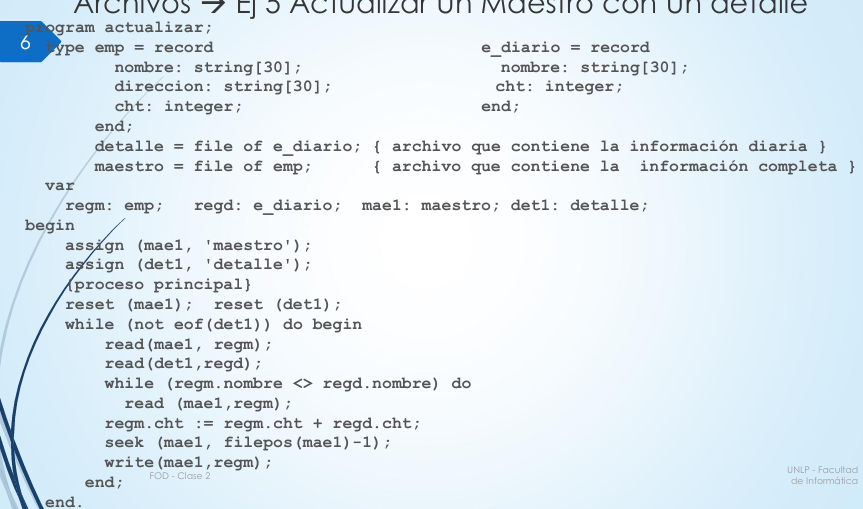 Archivos → Ej 5 Actualizar un Maestro con un detalle
6
program actualizar;
type emp = record e_diario = record
nombre: string[30]; nombre: string[30];
direccion: string[30]; cht: integer;
cht: integer; end;
end;
detalle = file of e_diario; { archivo que contiene la información diaria }
maestro = file of emp; { archivo que contiene la información completa }
var
regm: emp; regd: e_diario; mae1: maestro; det1: detalle;
begin
assign (mae1, 'maestro');
assign (det1, 'detalle');
{proceso principal}
reset (mae1); reset (det1);
while (not eof(det1)) do begin
read(mae1, regm);
read(det1,regd);
while (regm.nombre <> regd.nombre) do
read (mae1,regm);
regm.cht := regm.cht + regd.cht;
seek (mae1, filepos(mae1)-1);
write(mae1,regm);
end;
end.
FOD - Clase 2
UNLP - Facultad
de Informática